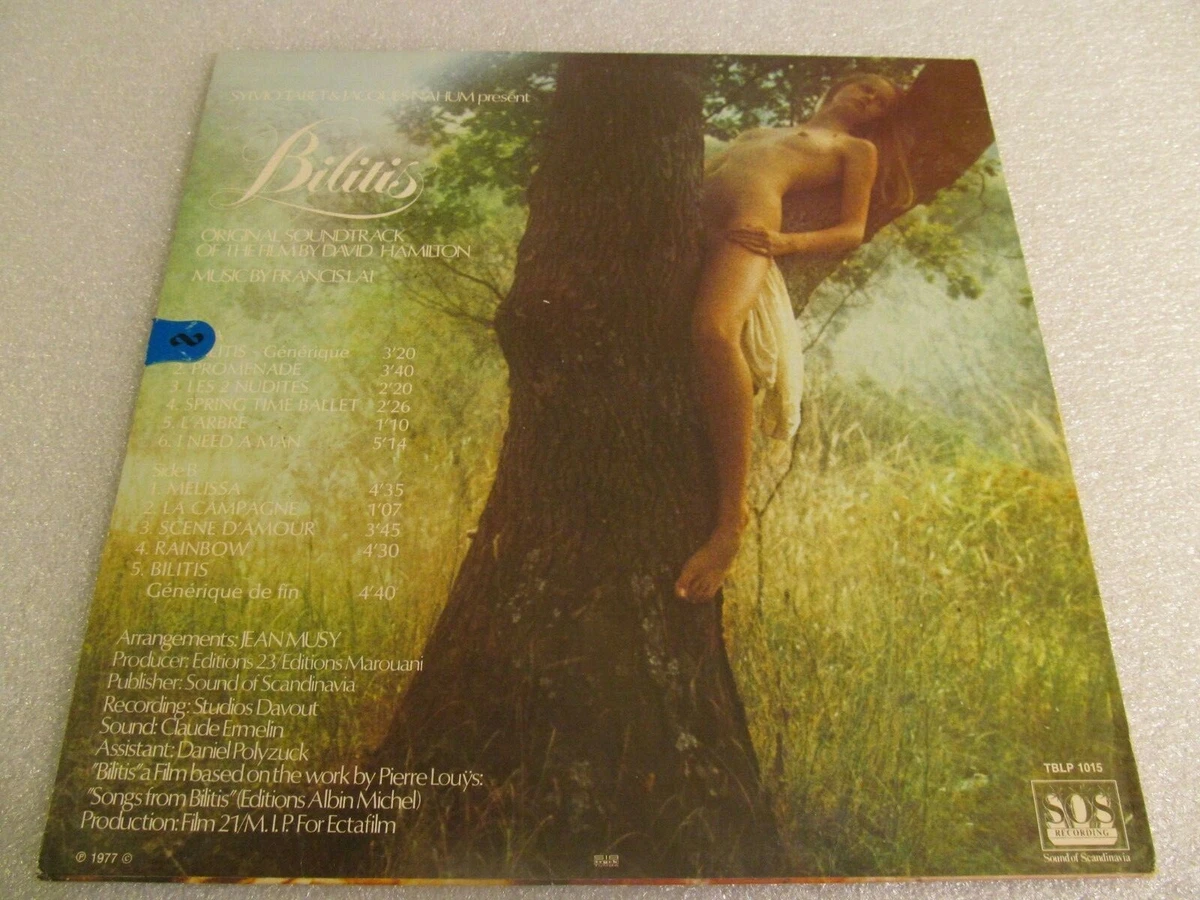 SYLVIO TABET & JACQUES NAHUM present
Bilitis
ORIGINAL SOUNDTRACK
OF THE FILM BY DAVID HAMILTON
MUSIC BY FRANCIS LAI
2
LITIS - Générique 3'20
2. PROMENADE 3'40
3. LES 2 NUDITES 2'20
4. SPRING TIME BALLET 2'26
5. L'ARBRE 1'10
6. I NEED A MAN 5'14
Side B
1. MELISSA 4'35
2. LA CAMPAGNE 1'07
3. SCENE D'AMOUR 3'45
4. RAINBOW 4'30
5. BILITIS
Générique de fin 4'40
Arrangements: JEAN MUSY
Producer: Editions 23/Editions Marouani
Publisher: Sound of Scandinavia
Recording: Studios Davout
Sound: Claude Ermelin
Assistant: Daniel Polyzuck
"Bilitis" a Film based on the work by Pierre Louÿs:
"Songs from Bilitis" (Editions Albin Michel)
Production: Film 21/M.I.P. For Ectafilm
℗ 1977 ©
TBLP 1015
SOS
RECORDING
Sound of Scandinavia